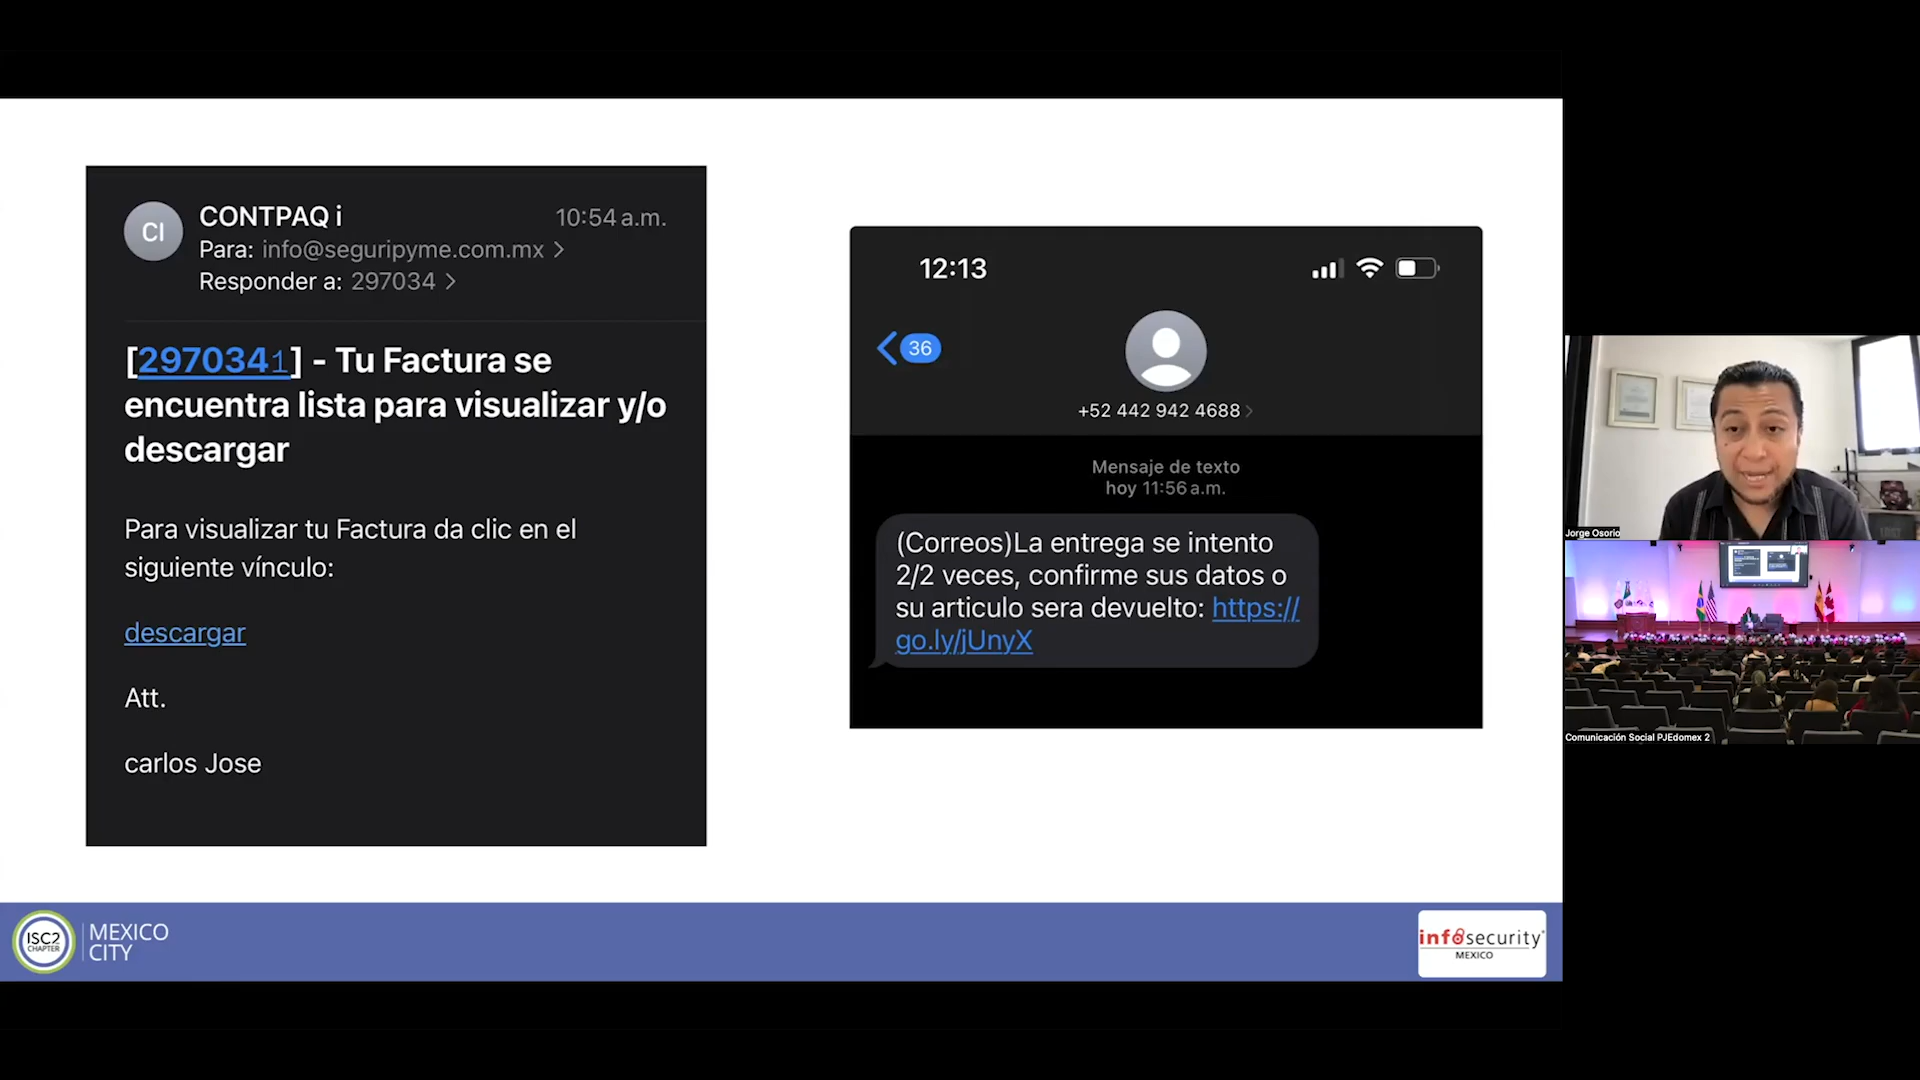 CI
CONTPAQ i
10:54 a.m.
Para: info@seguripyme.com.mx >
Responder a: 297034 >
[2970341] - Tu Factura se
encuentra lista para visualizar y/o
descargar
Para visualizar tu Factura da clic en el
siguiente vínculo:
descargar
Att.
carlos Jose
12:13
36
+52 442 942 4688 >
Mensaje de texto
hoy 11:56 a.m.
(Correos)La entrega se intento
2/2 veces, confirme sus datos o
su articulo sera devuelto: https://
go.ly/jUnyX
Jorge Osorio
Comunicación Social PJEdomex 2
ISC2
CHAPTER
MEXICO
CITY
infosecurity
MEXICO